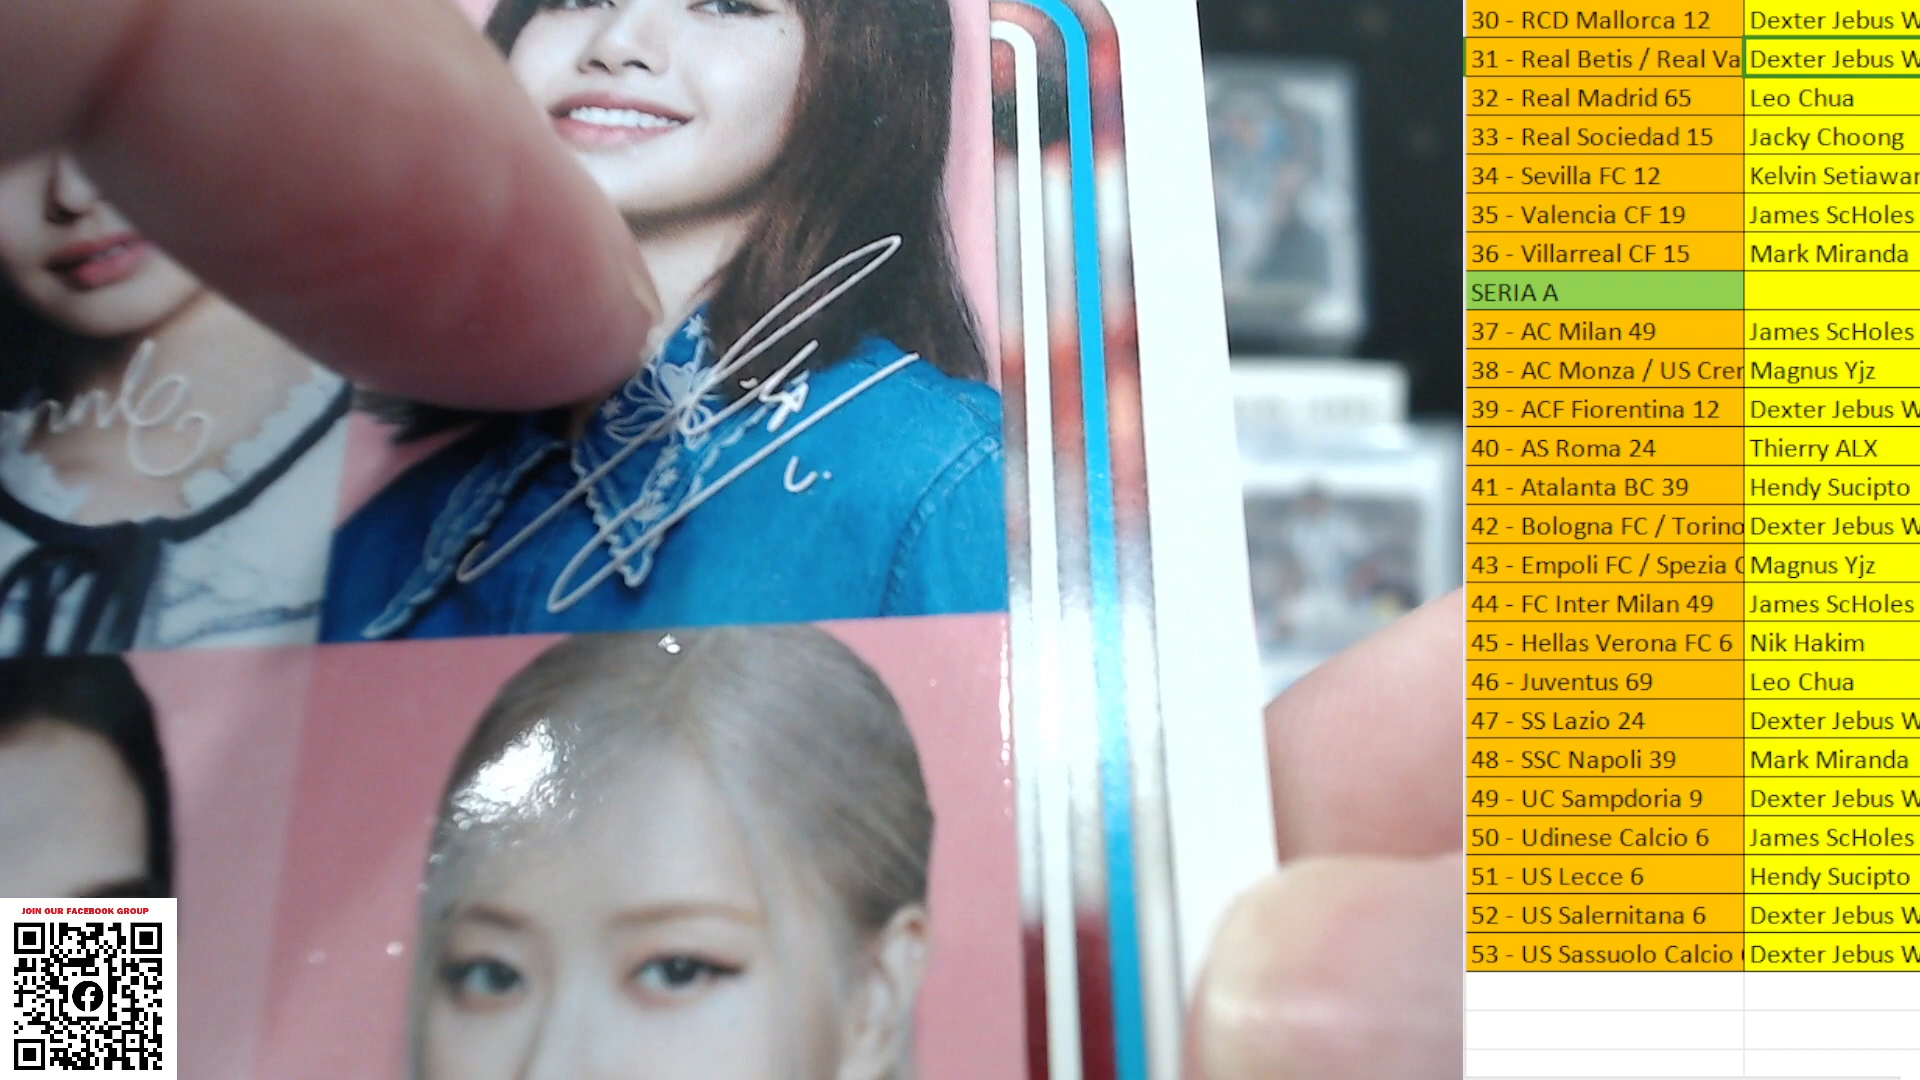 30 - RCD Mallorca 12 Dexter Jebus W
31 - Real Betis / Real Va Dexter Jebus W
32 - Real Madrid 65 Leo Chua
33 - Real Sociedad 15 Jacky Choong
34 - Sevilla FC 12 Kelvin Setiawan
35 - Valencia CF 19 James ScHoles
36 - Villarreal CF 15 Mark Miranda
SERIA A
37 - AC Milan 49 James ScHoles
38 - AC Monza / US Crer Magnus Yjz
39 - ACF Fiorentina 12 Dexter Jebus W
40 - AS Roma 24 Thierry ALX
41 - Atalanta BC 39 Hendy Sucipto
42 - Bologna FC / Torino Dexter Jebus W
43 - Empoli FC / Spezia C Magnus Yjz
44 - FC Inter Milan 49 James ScHoles
45 - Hellas Verona FC 6 Nik Hakim
46 - Juventus 69 Leo Chua
47 - SS Lazio 24 Dexter Jebus W
48 - SSC Napoli 39 Mark Miranda
49 - UC Sampdoria 9 Dexter Jebus W
50 - Udinese Calcio 6 James ScHoles
51 - US Lecce 6 Hendy Sucipto
52 - US Salernitana 6 Dexter Jebus W
53 - US Sassuolo Calcio Dexter Jebus W
JOIN OUR FACEBOOK GROUP